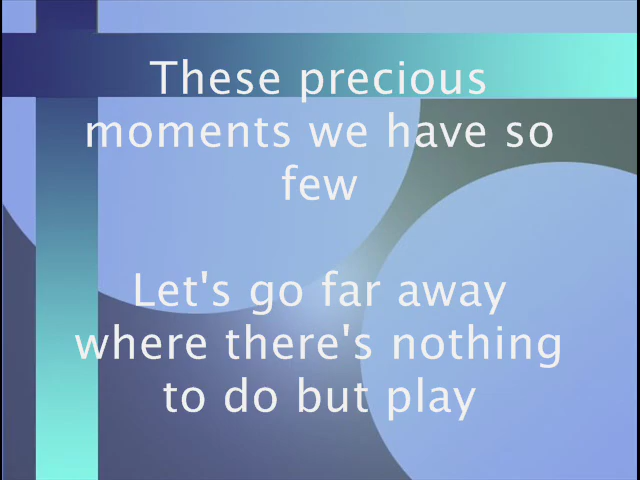 These precious
moments we have so
few
Let's go far away
where there's nothing
to do but play